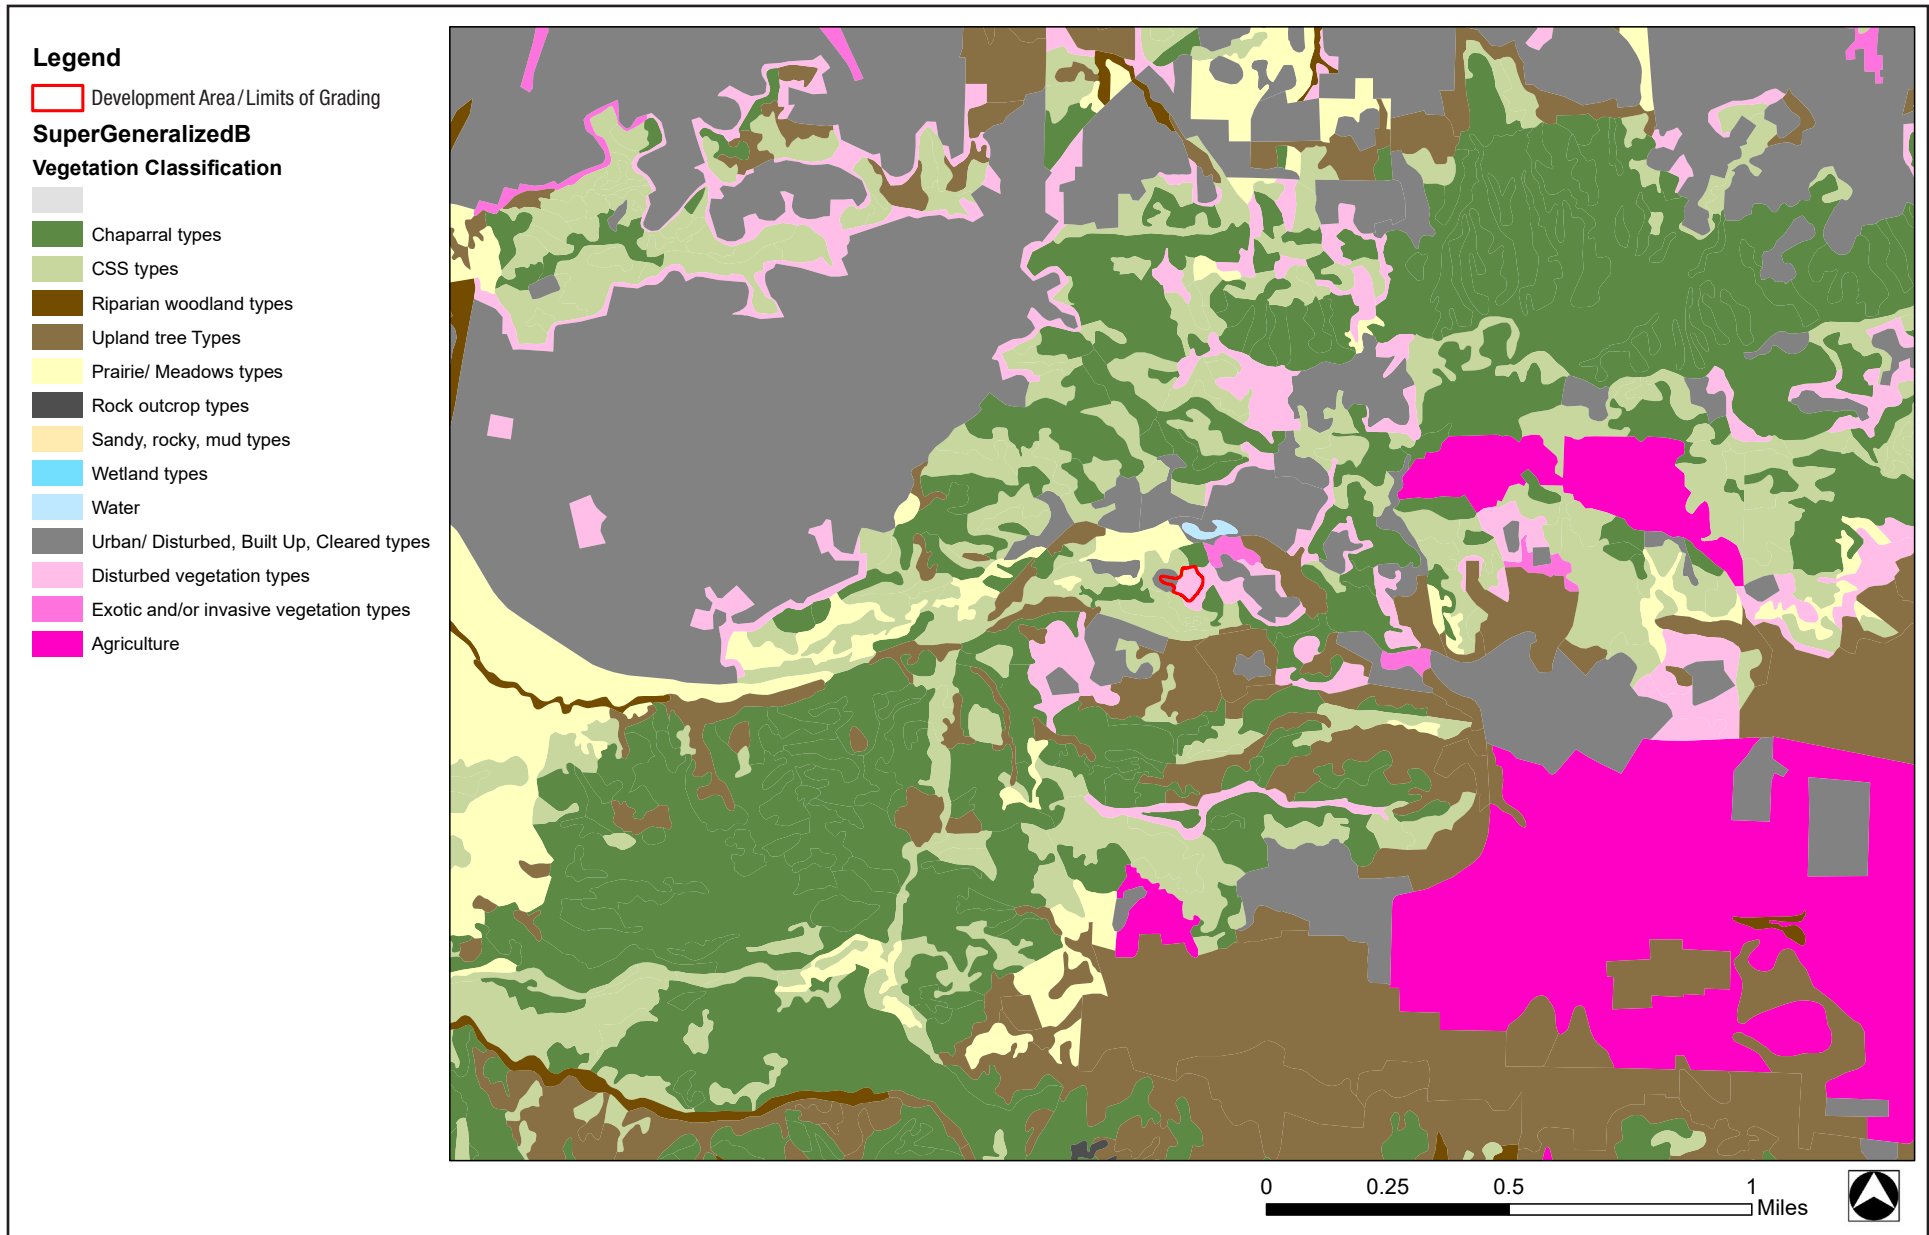 Legend
Development Area/Limits of Grading
SuperGeneralizedB
Vegetation Classification
Chaparral types
CSS types
Riparian woodland types
Upland tree Types
Prairie/ Meadows types
Rock outcrop types
Sandy, rocky, mud types
Wetland types
Water
Urban/ Disturbed, Built Up, Cleared types
Disturbed vegetation types
Exotic and/or invasive vegetation types
Agriculture
0 0.25 0.5 1
Miles